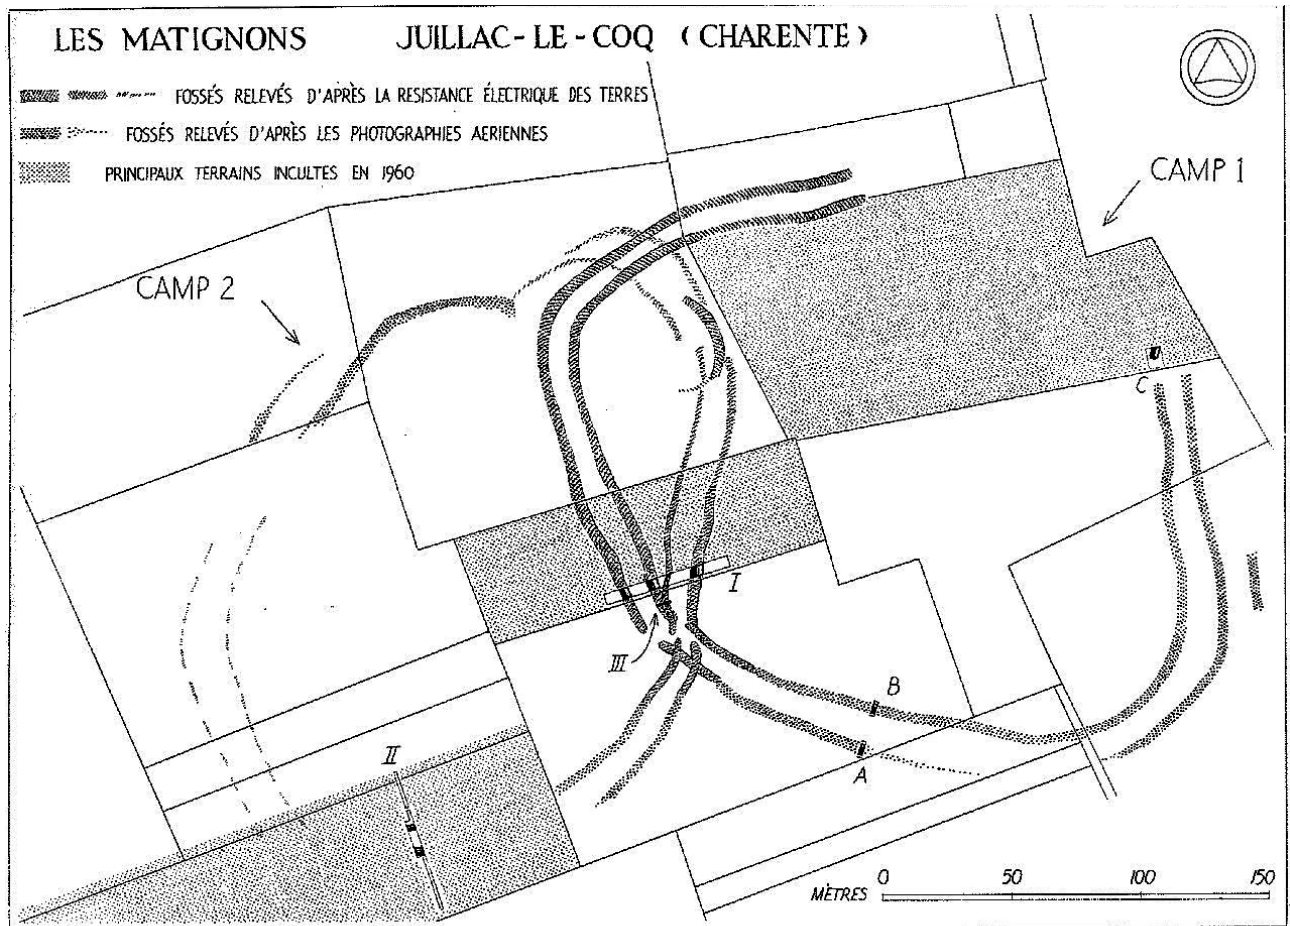 LES MATIGNONS JUILLAC-LE-COQ (CHARENTE)
FOSSÉS RELEVÉS D'APRÈS LA RESISTANCE ÉLECTRIQUE DES TERRES
FOSSÉS RELEVÉS D'APRÈS LES PHOTOGRAPHIES AERIENNES
PRINCIPAUX TERRAINS INCULTES EN 1960
CAMP 1
CAMP 2
C
I
III
B
II
A
MÈTRES 0 50 100 150